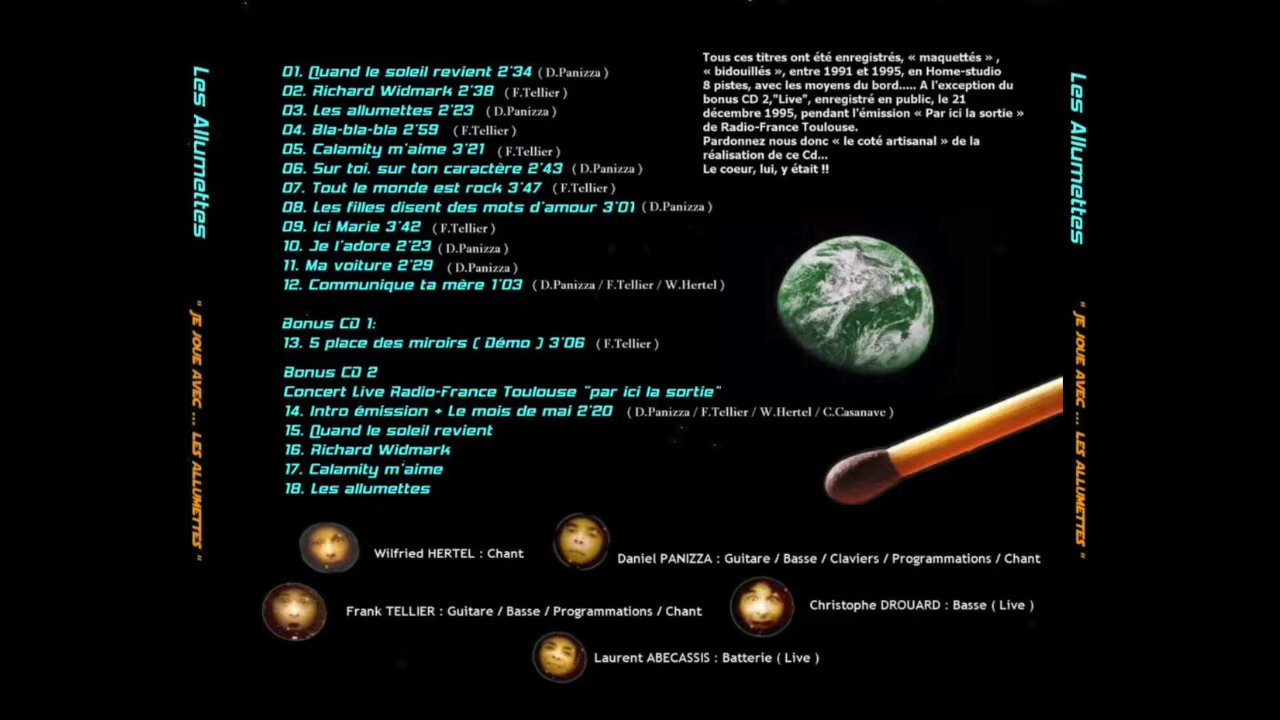 Les Allumettes
" JE JOUE AVEC ... LES ALLUMETTES "
01. Quand le soleil revient 2'34 ( D.Panizza )
02. Richard Widmark 2'38 ( F.Tellier )
03. Les allumettes 2'23 ( D.Panizza )
04. Bla-bla-bla 2'59 ( F.Tellier )
05. Calamity m'aime 3'21 ( F.Tellier )
06. Sur toi, sur ton caractère 2'43 ( D.Panizza )
07. Tout le monde est rock 3'47 ( F.Tellier )
08. Les filles disent des mots d'amour 3'01 ( D.Panizza )
09. Ici Marie 3'42 ( F.Tellier )
10. Je l'adore 2'23 ( D.Panizza )
11. Ma voiture 2'29 ( D.Panizza )
12. Communique ta mère 1'03 ( D.Panizza / F.Tellier / W.Hertel )
Bonus CD 1:
13. 5 place des miroirs ( Démo ) 3'06 ( F.Tellier )
Bonus CD 2
Concert Live Radio-France Toulouse "par ici la sortie"
14. Intro émission + Le mois de mai 2'20 ( D.Panizza / F.Tellier / W.Hertel / C.Casanave )
15. Quand le soleil revient
16. Richard Widmark
17. Calamity m'aime
18. Les allumettes
Tous ces titres ont été enregistrés, « maquettés » ,
« bidouillés », entre 1991 et 1995, en Home-studio
8 pistes, avec les moyens du bord..... A l'exception du
bonus CD 2,"Live", enregistré en public, le 21
décembre 1995, pendant l'émission « Par ici la sortie »
de Radio-France Toulouse.
Pardonnez nous donc « le coté artisanal » de la
réalisation de ce Cd...
Le coeur, lui, y était !!
Wilfried HERTEL : Chant
Daniel PANIZZA : Guitare / Basse / Claviers / Programmations / Chant
Frank TELLIER : Guitare / Basse / Programmations / Chant
Christophe DROUARD : Basse ( Live )
Laurent ABECASSIS : Batterie ( Live )
Les Allumettes
" JE JOUE AVEC ... LES ALLUMETTES "